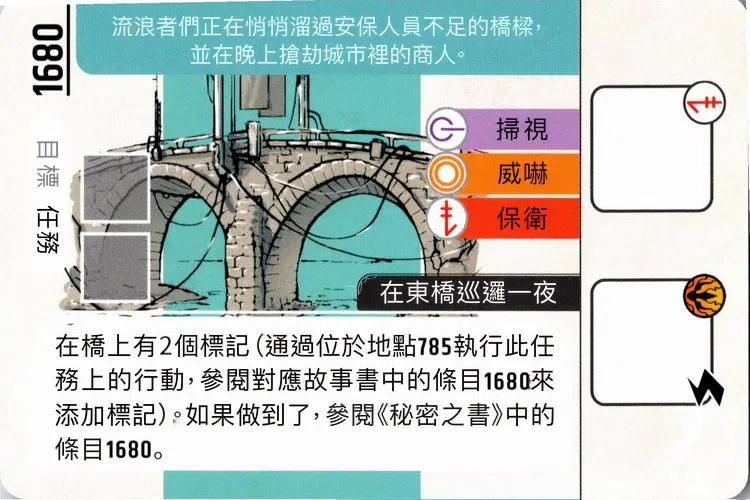 流浪者們正在悄悄溜過安保人員不足的橋樑,
並在晚上搶劫城市裡的商人。
1680
目標 任務
掃視
威嚇
保衛
在東橋巡邏一夜
在橋上有2個標記(通過位於地點785執行此任
務上的行動,參閱對應故事書中的條目1680來
添加標記)。如果做到了,參閱《秘密之書》中的
條目1680。